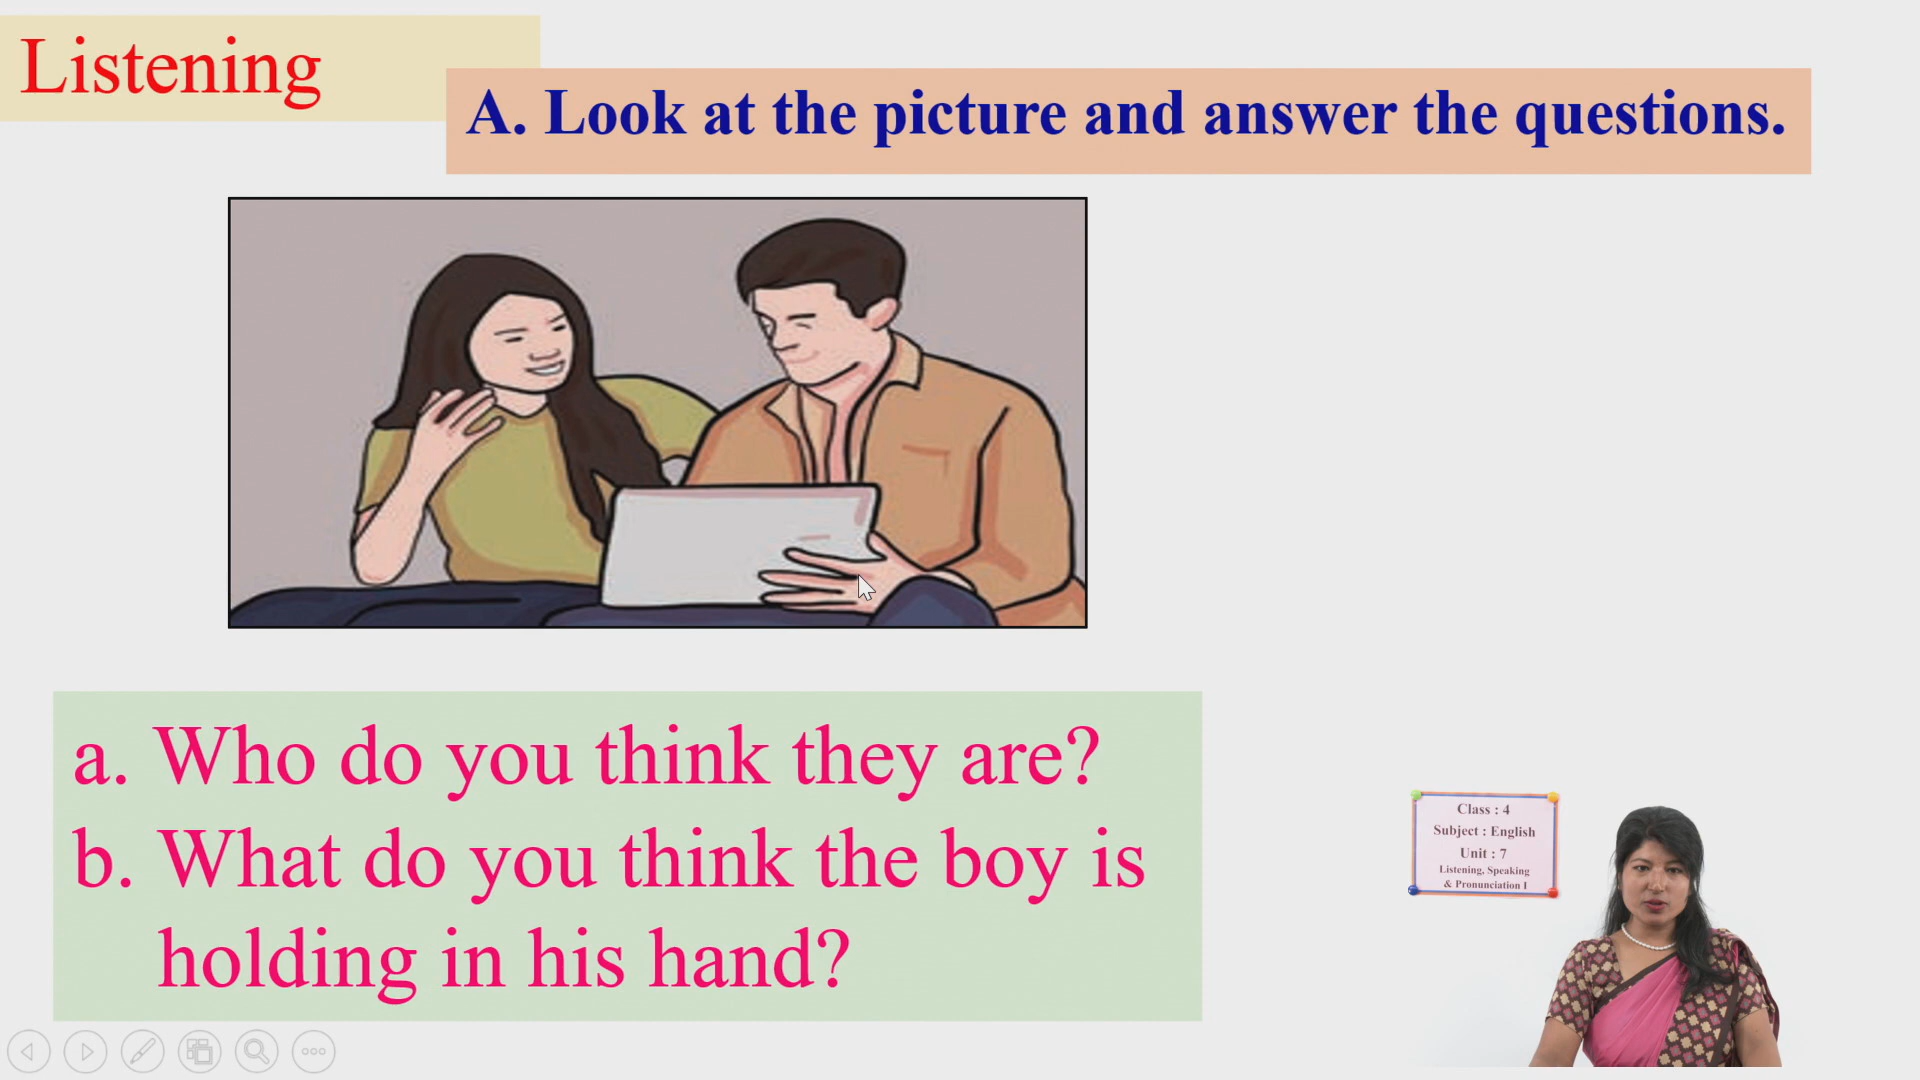 Listening
A. Look at the picture and answer the questions.
a. Who do you think they are?
b. What do you think the boy is
holding in his hand?
Class : 4
Subject : English
Unit : 7
Listening, Speaking
& Pronunciation I